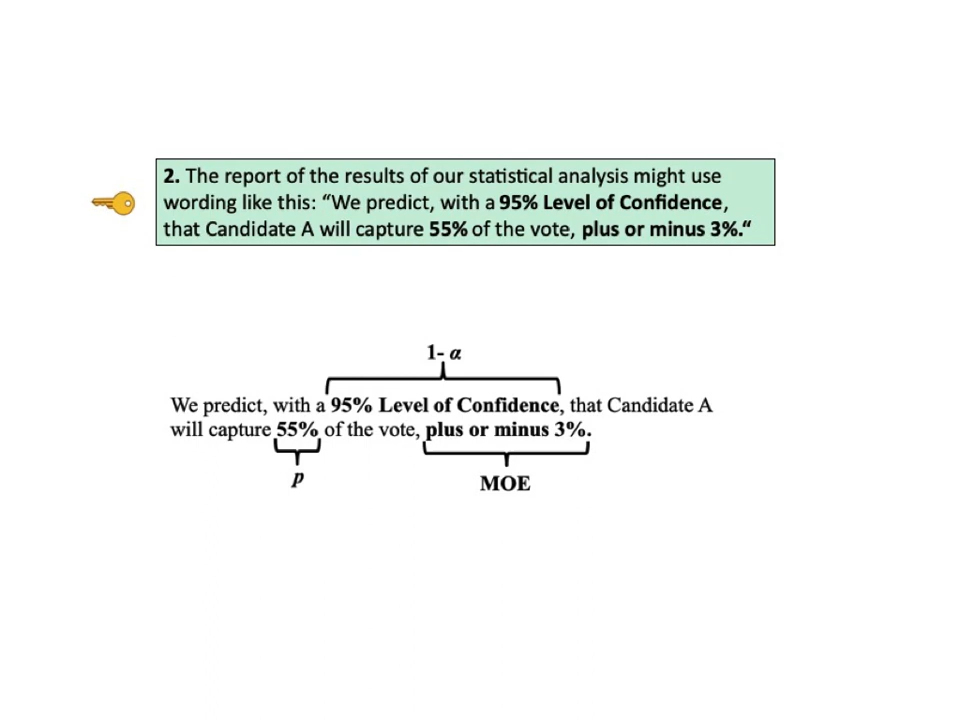 2. The report of the results of our statistical analysis might use
wording like this: “We predict, with a 95% Level of Confidence,
that Candidate A will capture 55% of the vote, plus or minus 3%.“
1- α
We predict, with a 95% Level of Confidence, that Candidate A
will capture 55% of the vote, plus or minus 3%.
p
MOE